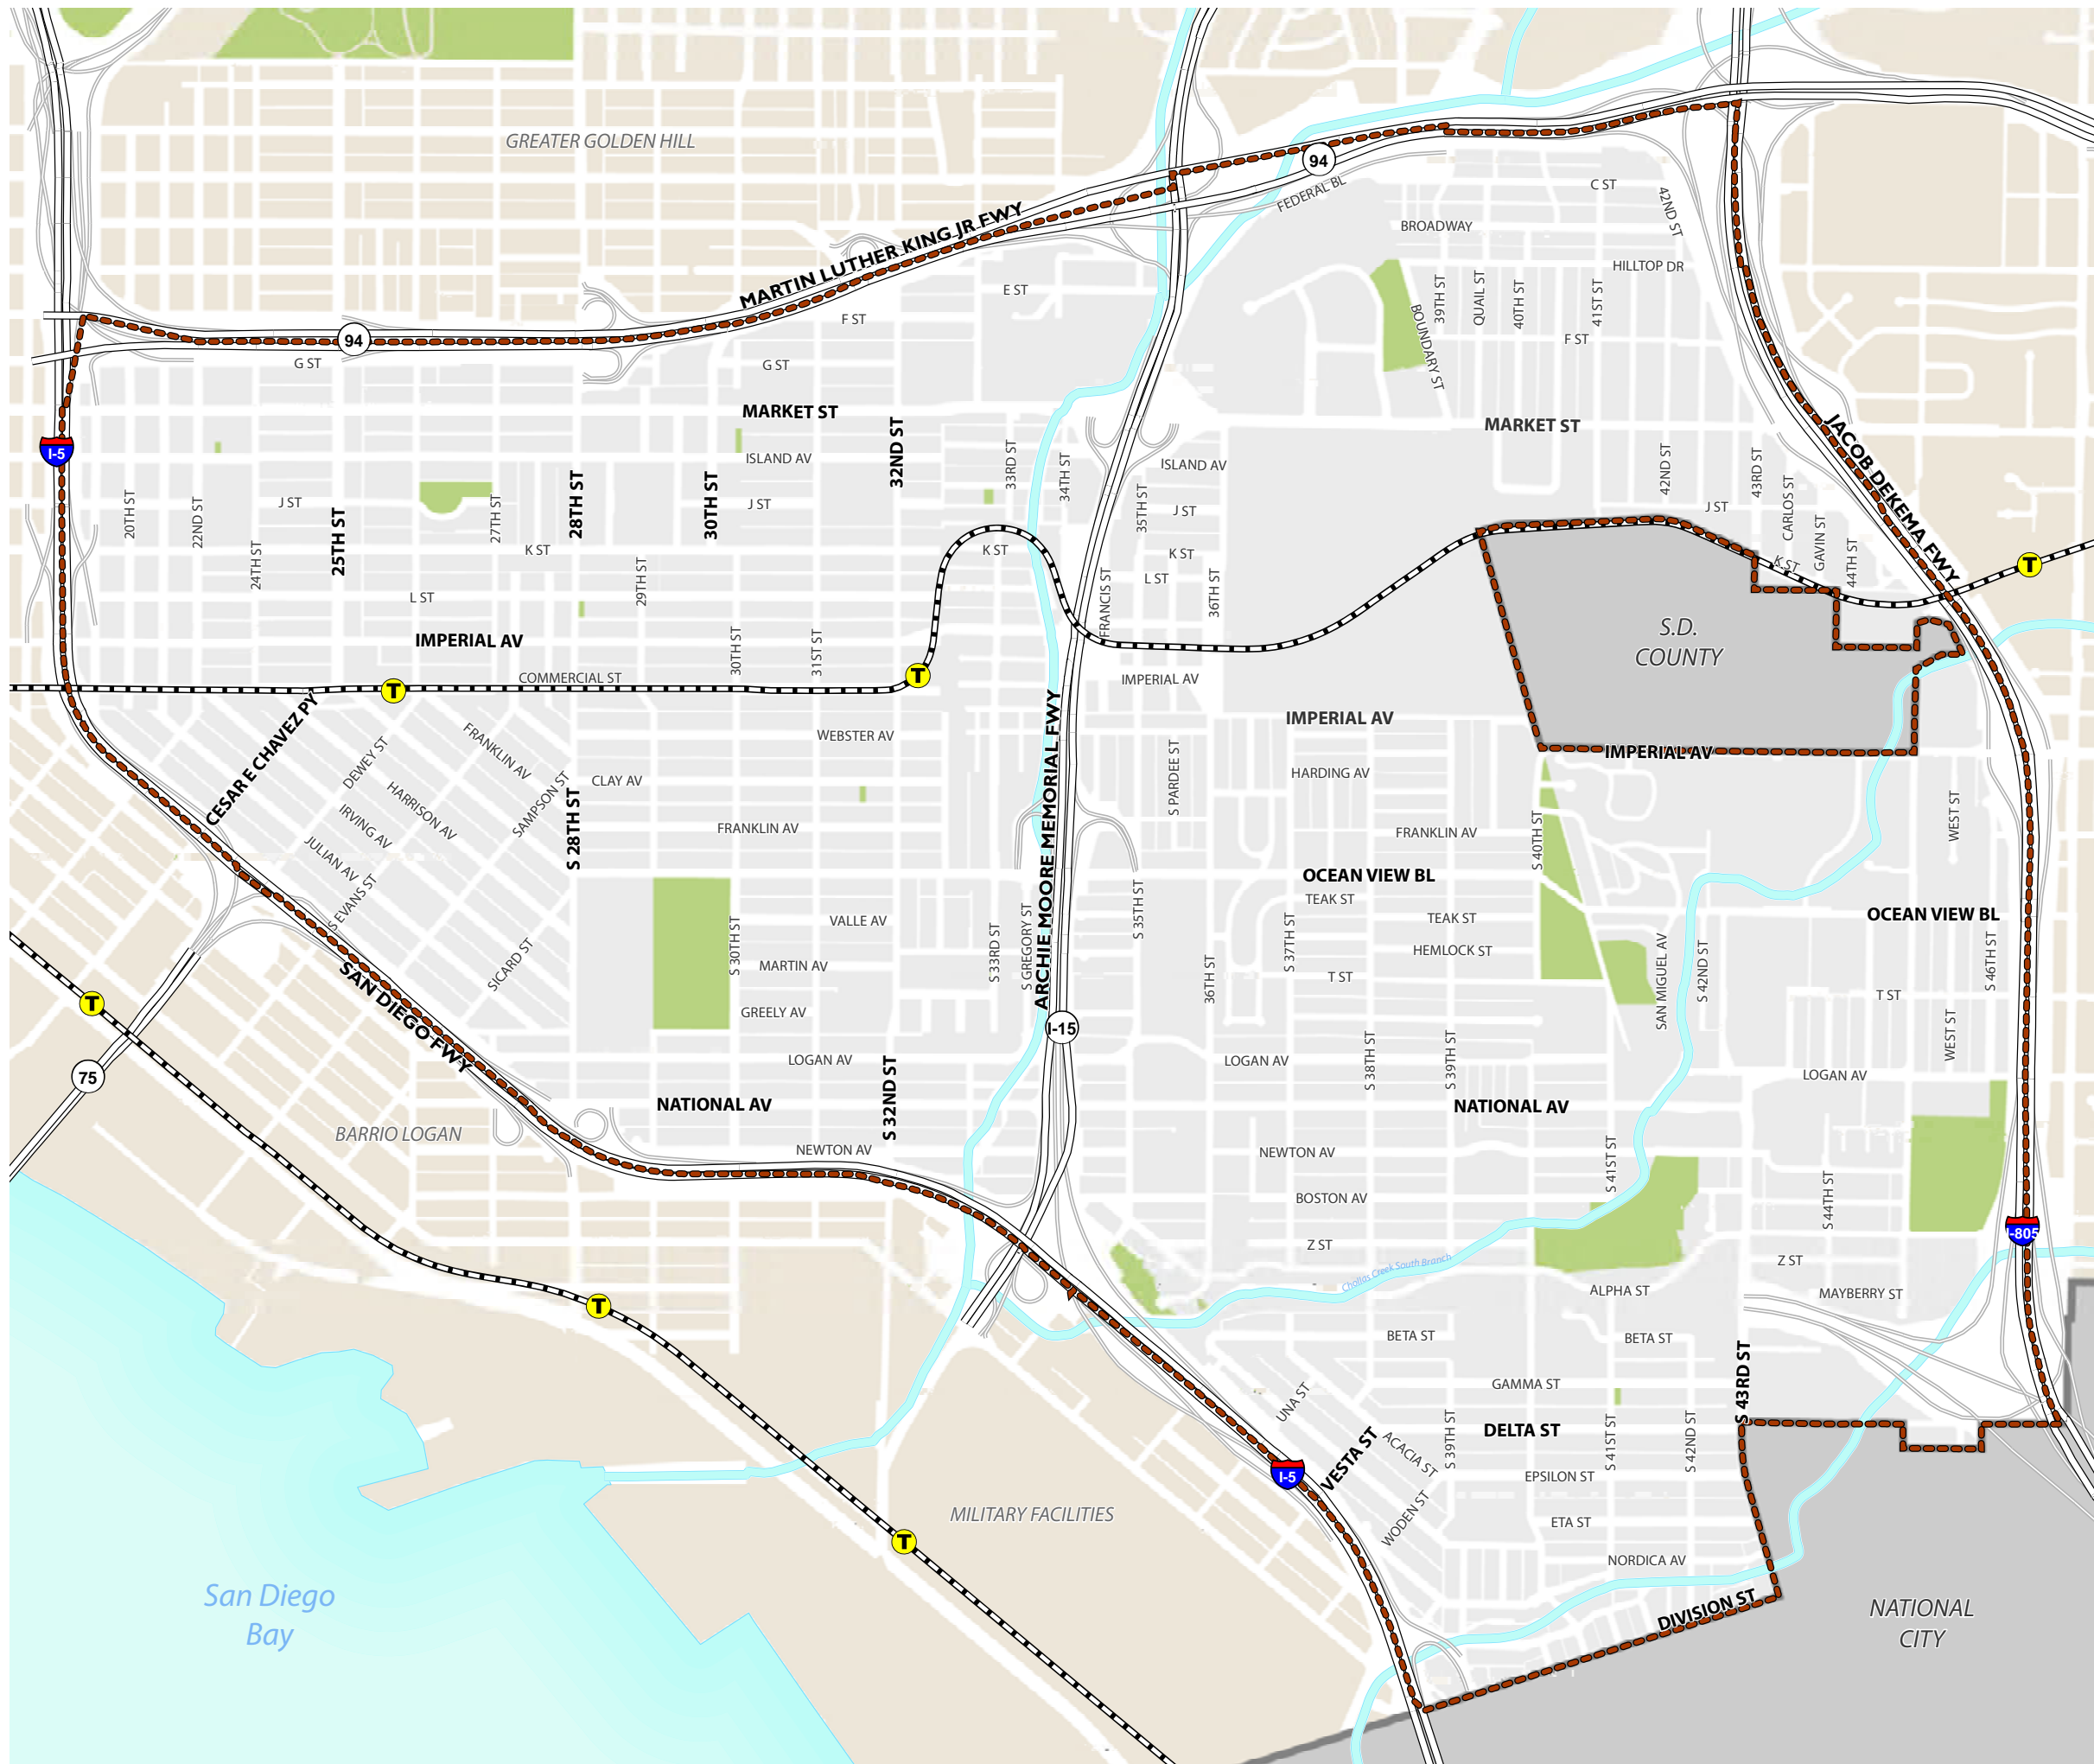 GREATER GOLDEN HILL
94
FEDERAL BL
C ST
42ND ST
BROADWAY
MARTIN LUTHER KING JR FWY
HILLTOP DR
E ST
39TH ST
QUAIL ST
40TH ST
41ST ST
F ST
BOUNDARY ST
F ST
94
G ST
G ST
MARKET ST
MARKET ST
JACOB DEKEMA FWY
I-5
32ND ST
ISLAND AV
33RD ST
34TH ST
ISLAND AV
42ND ST
43RD ST
20TH ST
22ND ST
J ST
25TH ST
27TH ST
28TH ST
30TH ST
J ST
35TH ST
J ST
J ST
CARLOS ST
GAVIN ST
44TH ST
24TH ST
K ST
29TH ST
K ST
K ST
K ST
T
L ST
FRANCIS ST
L ST
36TH ST
IMPERIAL AV
30TH ST
31ST ST
S.D.
COUNTY
COMMERCIAL ST
T
T
IMPERIAL AV
CESAR E CHAVEZ PY
DEWEY ST
FRANKLIN AV
WEBSTER AV
IMPERIAL AV
IMPERIAL AV
HARRISON AV
SAMPSON ST
CLAY AV
S PARDEE ST
HARDING AV
IRVING AV
S 28TH ST
FRANKLIN AV
ARCHIE MOORE MEMORIAL FWY
FRANKLIN AV
S 40TH ST
WEST ST
JULIAN AV
S EVANS ST
OCEAN VIEW BL
TEAK ST
VALLE AV
S 35TH ST
TEAK ST
OCEAN VIEW BL
SICARD ST
S 30TH ST
MARTIN AV
S 33RD ST
S GREGORY ST
S 37TH ST
HEMLOCK ST
SAN MIGUEL AV
S 42ND ST
S 46TH ST
T
SAN DIEGO FWY
GREELY AV
36TH ST
T ST
T ST
I-15
75
LOGAN AV
LOGAN AV
S 38TH ST
S 39TH ST
WEST ST
LOGAN AV
BARRIO LOGAN
NATIONAL AV
S 32ND ST
NATIONAL AV
NEWTON AV
NEWTON AV
S 41ST ST
BOSTON AV
S 44TH ST
I-805
Z ST
Z ST
Chollas Creek South Branch
ALPHA ST
MAYBERRY ST
T
BETA ST
BETA ST
UNA ST
GAMMA ST
S 43RD ST
VESTA ST
ACACIA ST
S 39TH ST
DELTA ST
S 41ST ST
S 42ND ST
I-5
EPSILON ST
MILITARY FACILITIES
WODEN ST
ETA ST
T
NORDICA AV
San Diego
Bay
DIVISION ST
NATIONAL
CITY